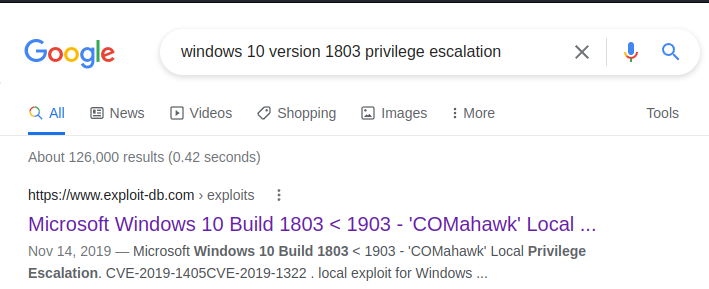 Google windows 10 version 1803 privilege escalation
All News Videos Shopping Images More Tools
About 126,000 results (0.42 seconds)
https://www.exploit-db.com › exploits
Microsoft Windows 10 Build 1803 < 1903 - 'COMahawk' Local ...
Nov 14, 2019 — Microsoft Windows 10 Build 1803 < 1903 - 'COMahawk' Local Privilege
Escalation. CVE-2019-1405CVE-2019-1322 . local exploit for Windows ...